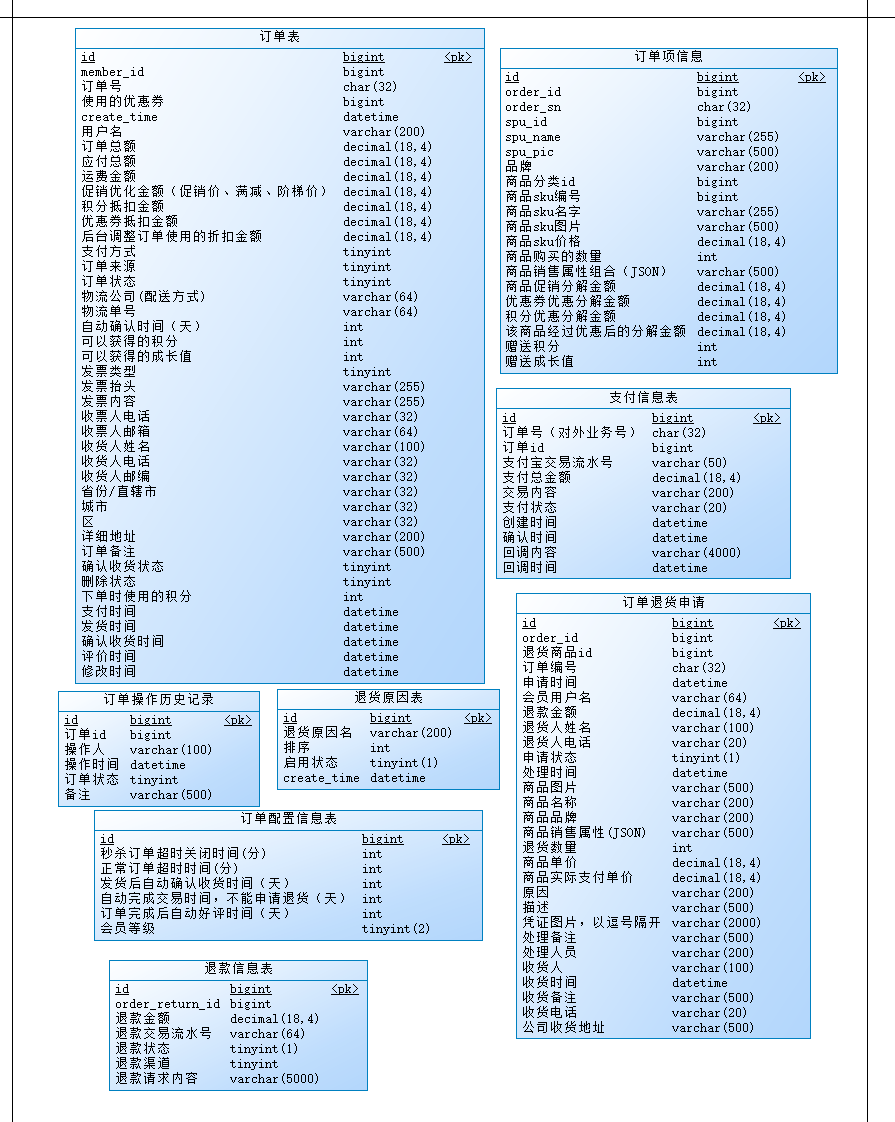 订单表
id bigint <pk>
member_id bigint
订单号 char(32)
使用的优惠券 bigint
create_time datetime
用户名 varchar(200)
订单总额 decimal(18,4)
应付总额 decimal(18,4)
运费金额 decimal(18,4)
促销优化金额（促销价、满减、阶梯价） decimal(18,4)
积分抵扣金额 decimal(18,4)
优惠券抵扣金额 decimal(18,4)
后台调整订单使用的折扣金额 decimal(18,4)
支付方式 tinyint
订单来源 tinyint
订单状态 tinyint
物流公司(配送方式) varchar(64)
物流单号 varchar(64)
自动确认时间（天） int
可以获得的积分 int
可以获得的成长值 int
发票类型 tinyint
发票抬头 varchar(255)
发票内容 varchar(255)
收票人电话 varchar(32)
收票人邮箱 varchar(64)
收货人姓名 varchar(100)
收货人电话 varchar(32)
收货人邮编 varchar(32)
省份/直辖市 varchar(32)
城市 varchar(32)
区 varchar(32)
详细地址 varchar(200)
订单备注 varchar(500)
确认收货状态 tinyint
删除状态 tinyint
下单时使用的积分 int
支付时间 datetime
发货时间 datetime
确认收货时间 datetime
评价时间 datetime
修改时间 datetime
订单项信息
id bigint <pk>
order_id bigint
order_sn char(32)
spu_id bigint
spu_name varchar(255)
spu_pic varchar(500)
品牌 varchar(200)
商品分类id bigint
商品sku编号 bigint
商品sku名字 varchar(255)
商品sku图片 varchar(500)
商品sku价格 decimal(18,4)
商品购买的数量 int
商品销售属性组合（JSON） varchar(500)
商品促销分解金额 decimal(18,4)
优惠券优惠分解金额 decimal(18,4)
积分优惠分解金额 decimal(18,4)
该商品经过优惠后的分解金额 decimal(18,4)
赠送积分 int
赠送成长值 int
支付信息表
id bigint <pk>
订单号（对外业务号） char(32)
订单id bigint
支付宝交易流水号 varchar(50)
支付总金额 decimal(18,4)
交易内容 varchar(200)
支付状态 varchar(20)
创建时间 datetime
确认时间 datetime
回调内容 varchar(4000)
回调时间 datetime
订单退货申请
id bigint <pk>
order_id bigint
退货商品id bigint
订单编号 char(32)
申请时间 datetime
会员用户名 varchar(64)
退款金额 decimal(18,4)
退货人姓名 varchar(100)
退货人电话 varchar(20)
申请状态 tinyint(1)
处理时间 datetime
商品图片 varchar(500)
商品名称 varchar(200)
商品品牌 varchar(200)
商品销售属性(JSON) varchar(500)
退货数量 int
商品单价 decimal(18,4)
商品实际支付单价 decimal(18,4)
原因 varchar(200)
描述 varchar(500)
凭证图片，以逗号隔开 varchar(2000)
处理备注 varchar(500)
处理人员 varchar(200)
收货人 varchar(100)
收货时间 datetime
收货备注 varchar(500)
收货电话 varchar(20)
公司收货地址 varchar(500)
订单操作历史记录
id bigint <pk>
订单id bigint
操作人 varchar(100)
操作时间 datetime
订单状态 tinyint
备注 varchar(500)
退货原因表
id bigint <pk>
退货原因名 varchar(200)
排序 int
启用状态 tinyint(1)
create_time datetime
订单配置信息表
id bigint <pk>
秒杀订单超时关闭时间(分) int
正常订单超时时间(分) int
发货后自动确认收货时间（天） int
自动完成交易时间，不能申请退货（天） int
订单完成后自动好评时间（天） int
会员等级 tinyint(2)
退款信息表
id bigint <pk>
order_return_id bigint
退款金额 decimal(18,4)
退款交易流水号 varchar(64)
退款状态 tinyint(1)
退款渠道 tinyint
退款请求内容 varchar(5000)